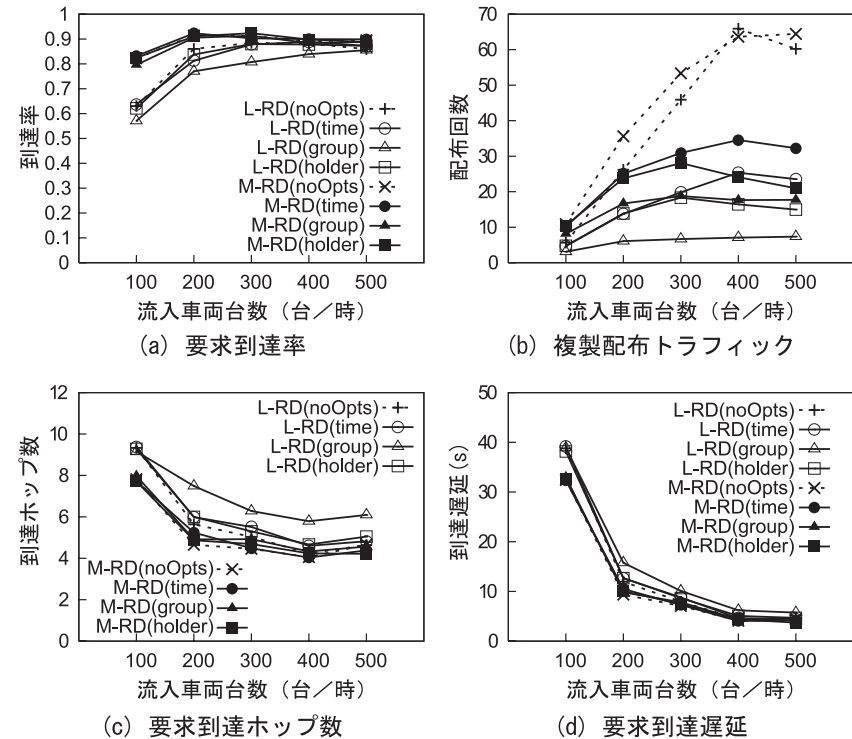 1
0.9
0.8
0.7
0.6
0.5
0.4
0.3
0.2
0.1
0
到達率
L-RD(noOpts)
L-RD(time)
L-RD(group)
L-RD(holder)
M-RD(noOpts)
M-RD(time)
M-RD(group)
M-RD(holder)
100 200 300 400 500
流入車両台数（台／時）
(a) 要求到達率
70
60
50
40
30
20
10
0
配布回数
100 200 300 400 500
流入車両台数（台／時）
(b) 複製配布トラフィック
12
10
8
6
4
2
0
到達ホップ数
L-RD(noOpts)
L-RD(time)
L-RD(group)
L-RD(holder)
M-RD(noOpts)
M-RD(time)
M-RD(group)
M-RD(holder)
100 200 300 400 500
流入車両台数（台／時）
(c) 要求到達ホップ数
50
40
30
20
10
0
到達遅延(s)
L-RD(noOpts)
L-RD(time)
L-RD(group)
L-RD(holder)
M-RD(noOpts)
M-RD(time)
M-RD(group)
M-RD(holder)
100 200 300 400 500
流入車両台数（台／時）
(d) 要求到達遅延